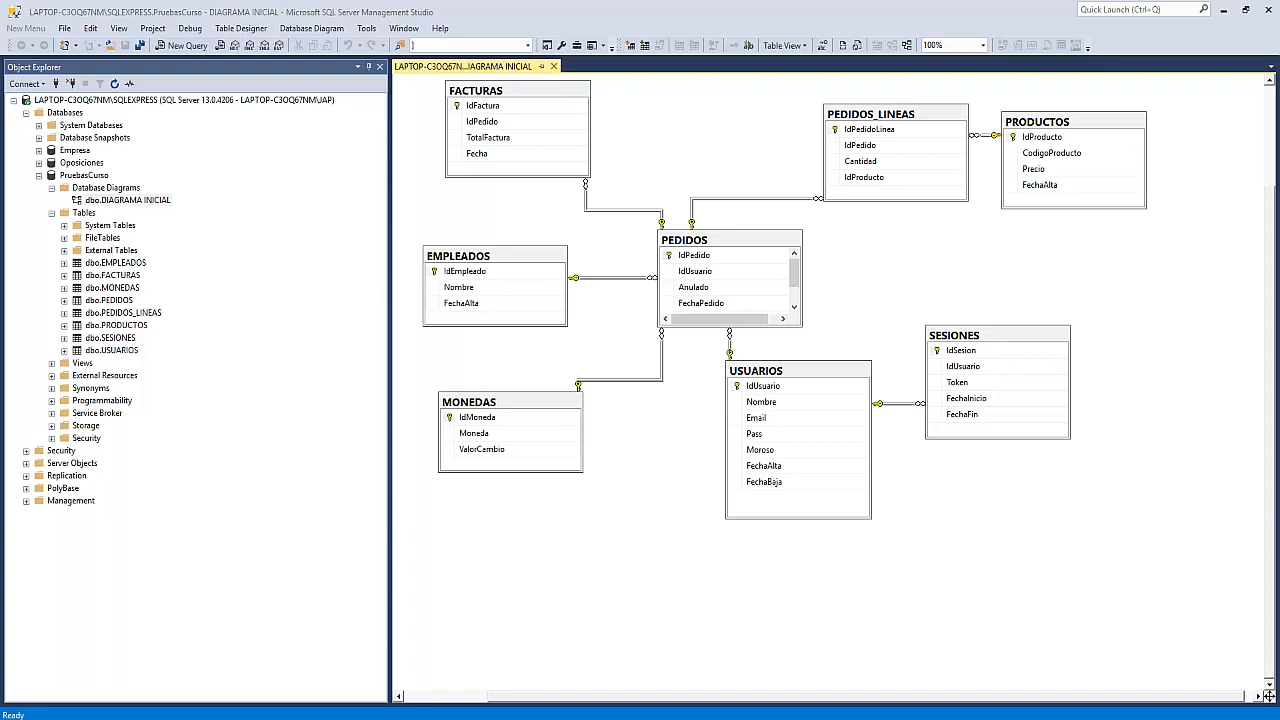 LAPTOP-C3OQ67NM\SQLEXPRESS.PruebasCurso - DIAGRAMA INICIAL - Microsoft SQL Server Management Studio
Quick Launch (Ctrl+Q)
New Menu File Edit View Project Debug Table Designer Database Diagram Tools Window Help
New Query
]
Table View
100%
Object Explorer
LAPTOP-C3OQ67N...IAGRAMA INICIAL
Connect
LAPTOP-C3OQ67NM\SQLEXPRESS (SQL Server 13.0.4206 - LAPTOP-C3OQ67NM\JAP)
Databases
System Databases
Database Snapshots
Empresa
Oposiciones
PruebasCurso
Database Diagrams
dbo.DIAGRAMA INICIAL
Tables
System Tables
FileTables
External Tables
dbo.EMPLEADOS
dbo.FACTURAS
dbo.MONEDAS
dbo.PEDIDOS
dbo.PEDIDOS_LINEAS
dbo.PRODUCTOS
dbo.SESIONES
dbo.USUARIOS
Views
External Resources
Synonyms
Programmability
Service Broker
Storage
Security
Security
Server Objects
Replication
PolyBase
Management
FACTURAS
IdFactura
IdPedido
TotalFactura
Fecha
PEDIDOS_LINEAS
IdPedidoLinea
IdPedido
Cantidad
IdProducto
PRODUCTOS
IdProducto
CodigoProducto
Precio
FechaAlta
EMPLEADOS
IdEmpleado
Nombre
FechaAlta
PEDIDOS
IdPedido
IdUsuario
Anulado
FechaPedido
MONEDAS
IdMoneda
Moneda
ValorCambio
USUARIOS
IdUsuario
Nombre
Email
Pass
Moroso
FechaAlta
FechaBaja
SESIONES
IdSesion
IdUsuario
Token
FechaInicio
FechaFin
Ready